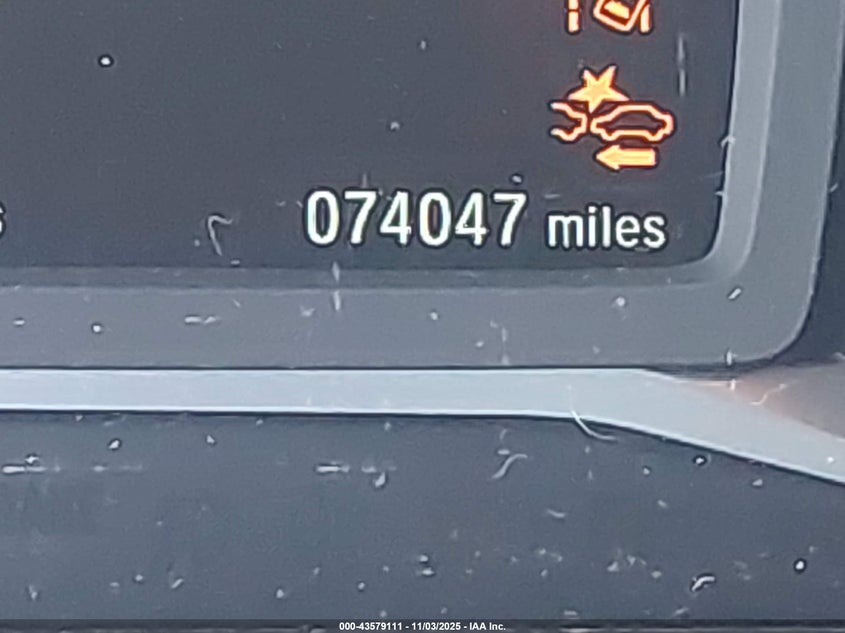 074047 miles
000-43579111 - 11/03/2025 - IAA Inc.